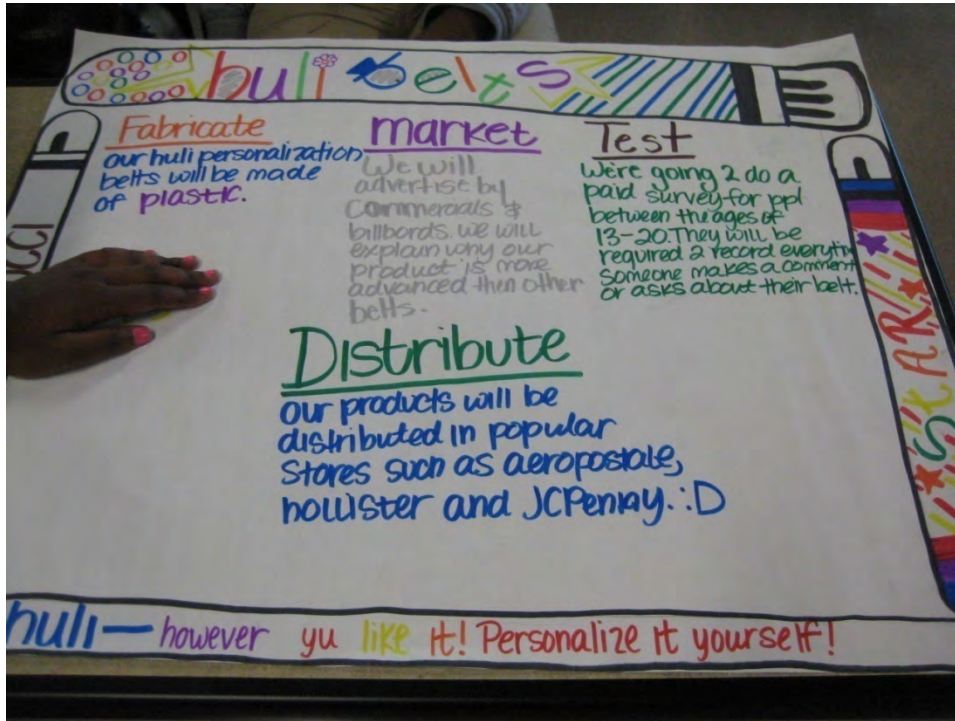 huli belts
Fabricate
our huli personalization
belts will be made
of plastic.
market
We will
advertise by
commercials &
billbords. we will
explain why our
product is more
advanced then other
belts.
Test
We're going 2 do a
paid survey for ppl
between the ages of
13-20. They will be
required 2 record everytim
someone makes a comment
or asks about their belt.
Distribute
our products will be
distributed in popular
stores such as aeropostale,
hollister and JCPennay. :D
STAR
huli— however yu like it! Personalize it yourself!